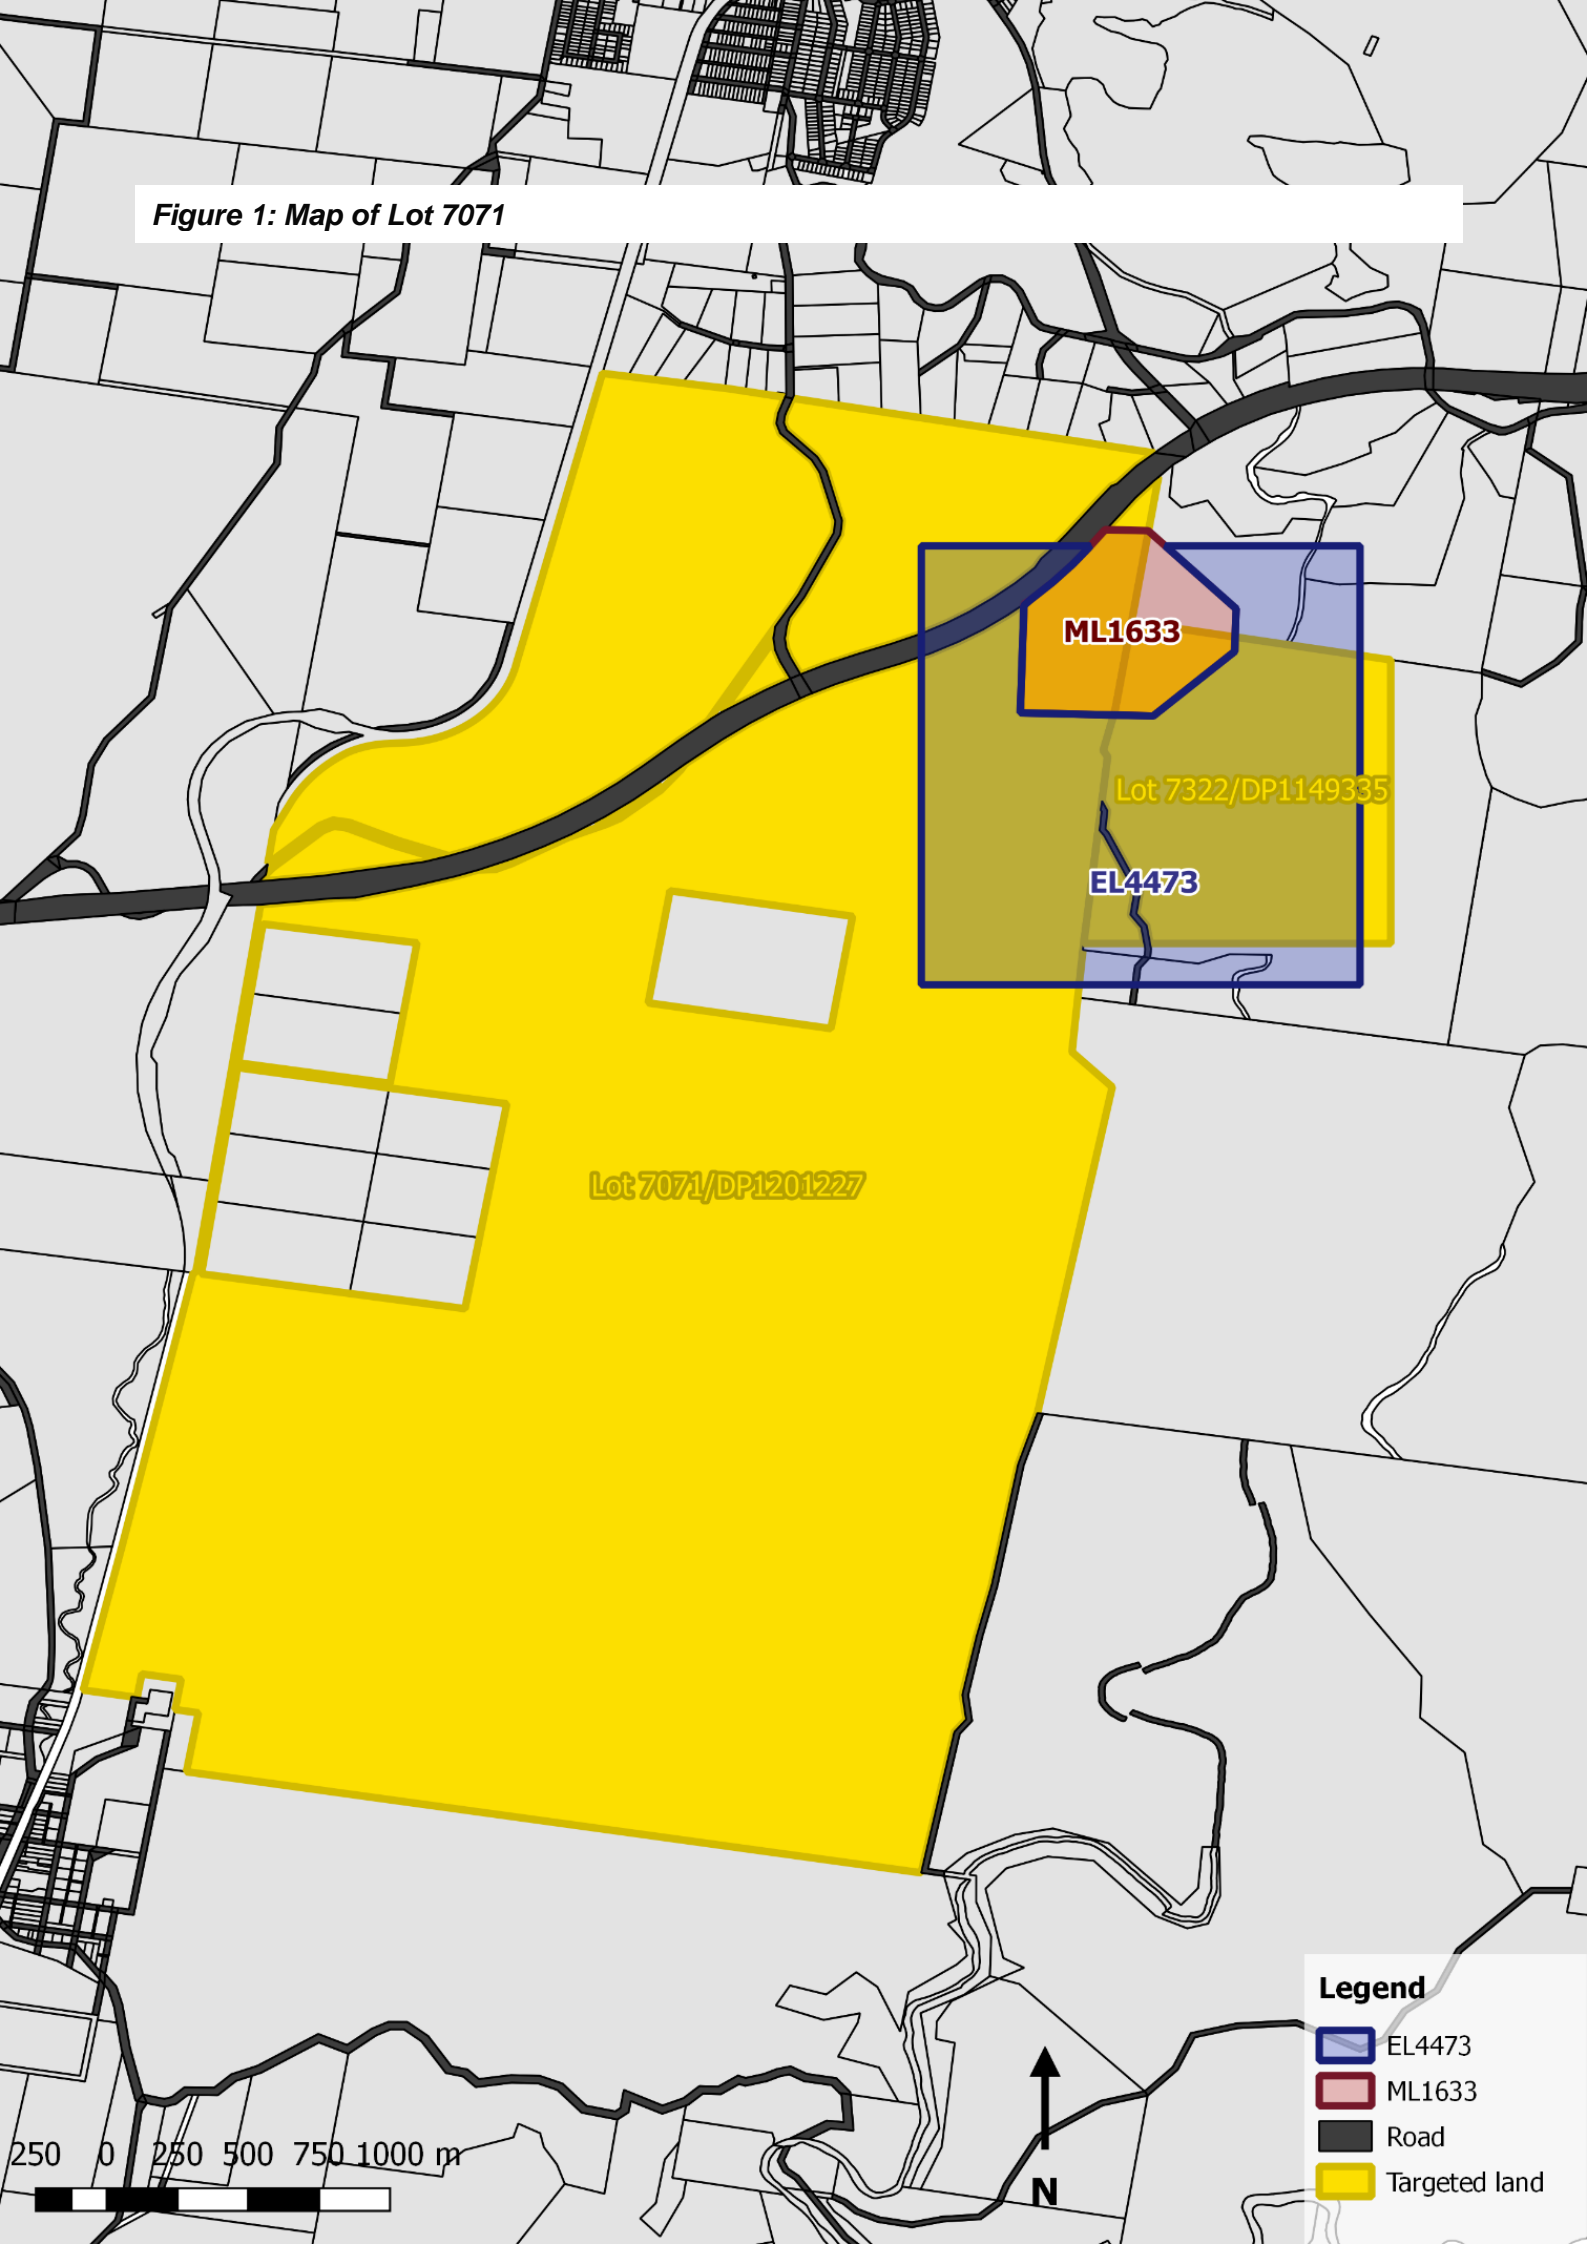 Figure 1: Map of Lot 7071
ML1633
Lot 7322/DP1149335
EL4473
Lot 7071/DP1201227
Legend
EL4473
ML1633
Road
Targeted land
250 0 250 500 750 1000 m
N